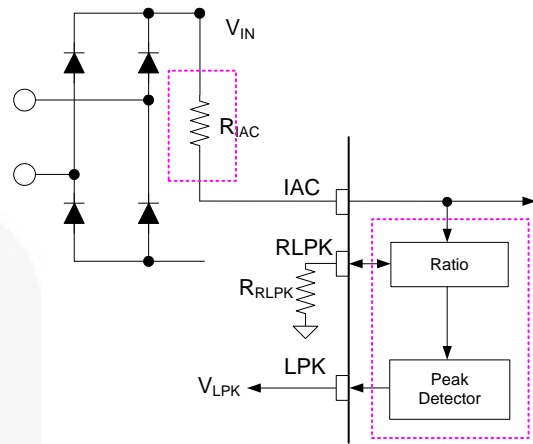 V_IN
R_IAC
IAC
RLPK
R_RLPK
Ratio
LPK
V_LPK
Peak
Detector